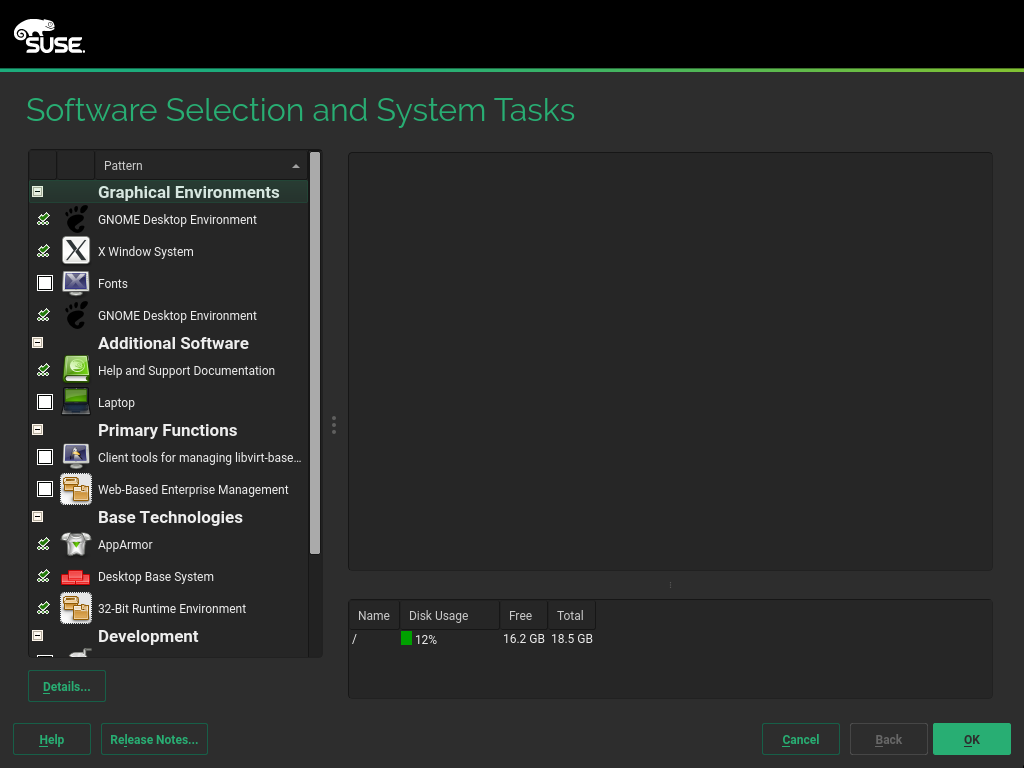 SUSE
Software Selection and System Tasks
Pattern
Graphical Environments
GNOME Desktop Environment
X Window System
Fonts
GNOME Desktop Environment
Additional Software
Help and Support Documentation
Laptop
Primary Functions
Client tools for managing libvirt-base…
Web-Based Enterprise Management
Base Technologies
AppArmor
Desktop Base System
32-Bit Runtime Environment
Development
Name Disk Usage Free Total
/ 12% 16.2 GB 18.5 GB
Details...
Help Release Notes... Cancel Back OK